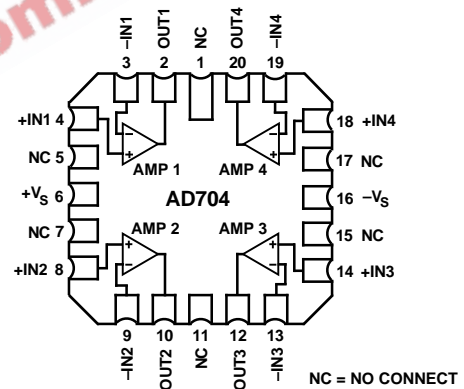 –IN1
OUT1
NC
OUT4
–IN4
3 2 1 20 19
+IN1 4
18 +IN4
– –
+ +
NC 5
17 NC
AMP 1 AMP 4
+VS 6
AD704
16 –VS
AMP 2 AMP 3
NC 7
15 NC
+ +
– –
+IN2 8
14 +IN3
9 10 11 12 13
–IN2
OUT2
NC
OUT3
–IN3
NC = NO CONNECT